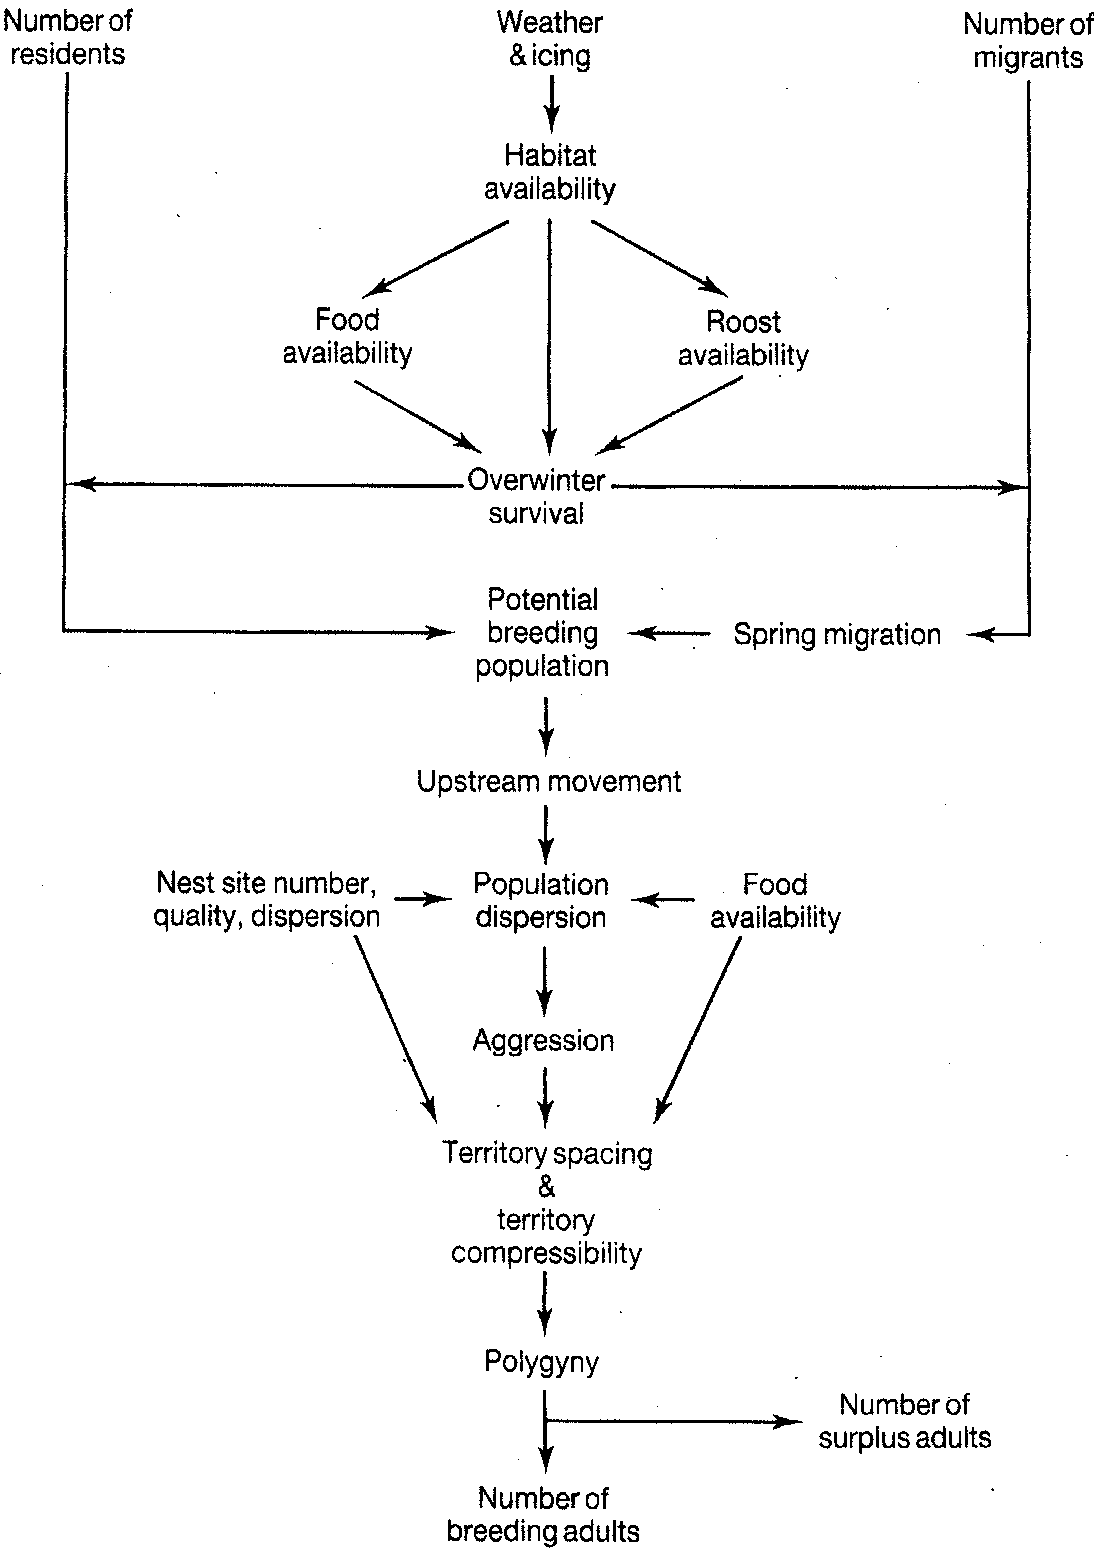 Number of
residents
Weather
& icing
Number of
migrants
Habitat
availability
Food
availability
Roost
availability
Overwinter
survival
Potential
breeding
population
Spring migration
Upstream movement
Nest site number,
quality, dispersion
Population
dispersion
Food
availability
Aggression
Territory spacing
&
territory
compressibility
Polygyny
Number of
surplus adults
Number of
breeding adults